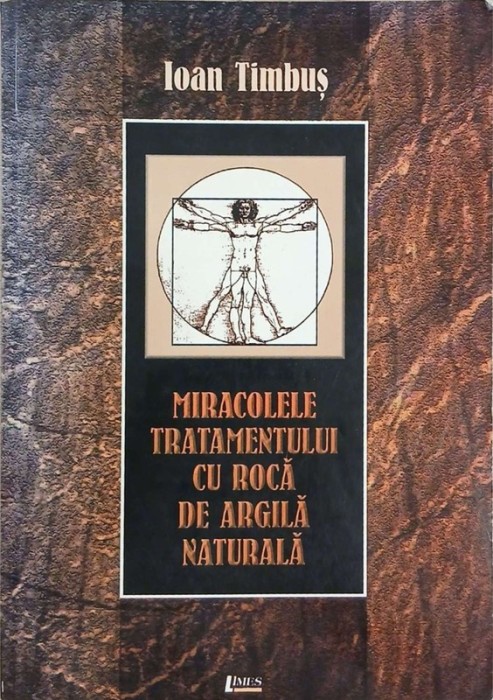 Ioan Timbuș
MIRACOLELE
TRATAMENTULUI
CU ROCĂ
DE ARGILĂ
NATURALĂ
LIMES